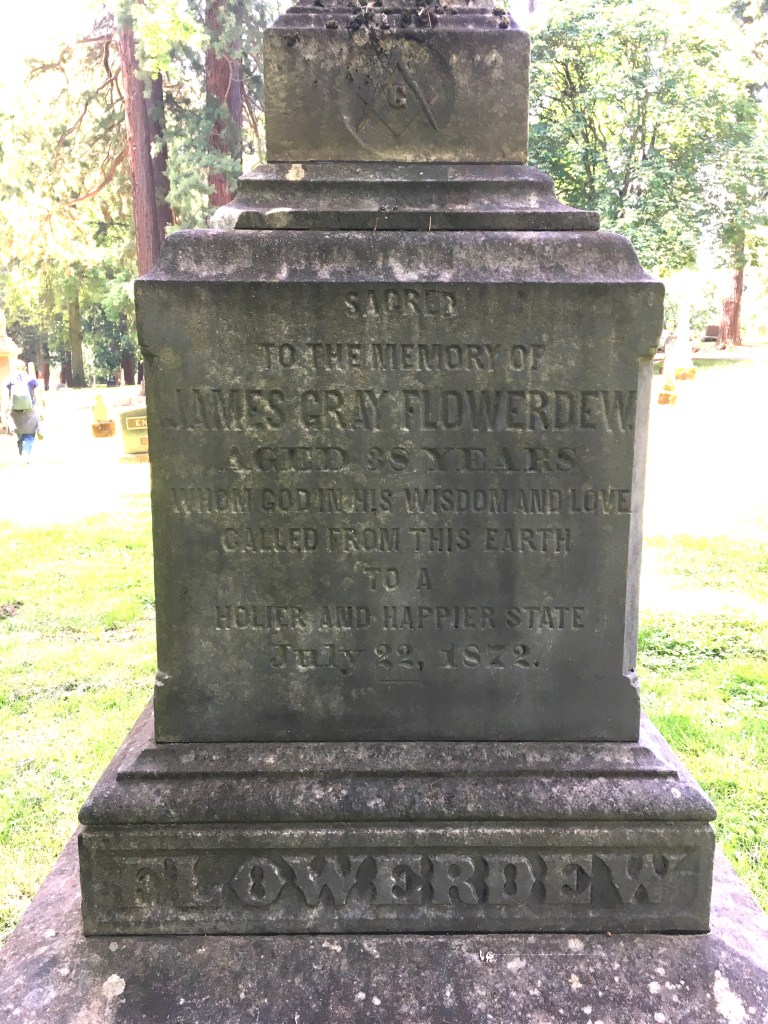 G
SACRED
TO THE MEMORY OF
JAMES GRAY FLOWERDEW.
AGED 38 YEARS
WHOM GOD IN HIS WISDOM AND LOVE
CALLED FROM THIS EARTH
TO A
HOLIER AND HAPPIER STATE
July 22, 1872.
FLOWERDEW